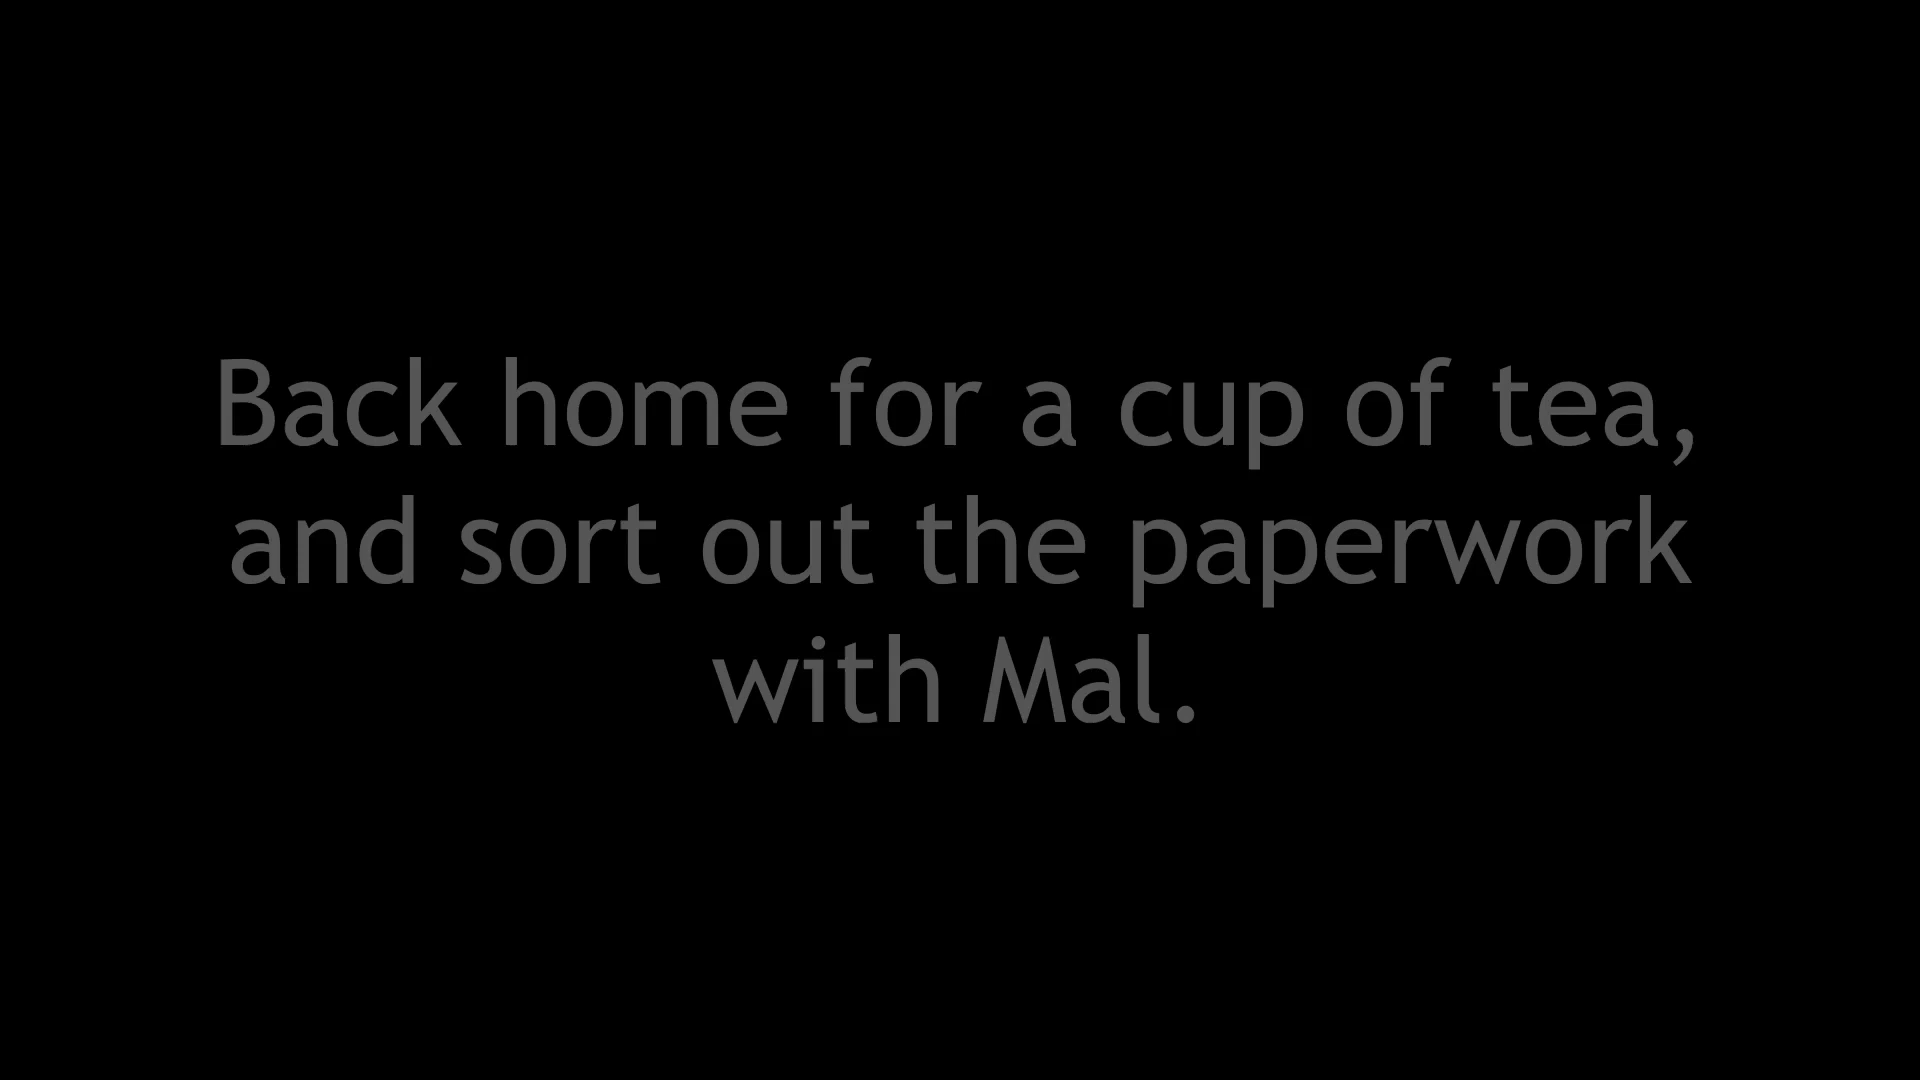 Back home for a cup of tea,
and sort out the paperwork
with Mal.